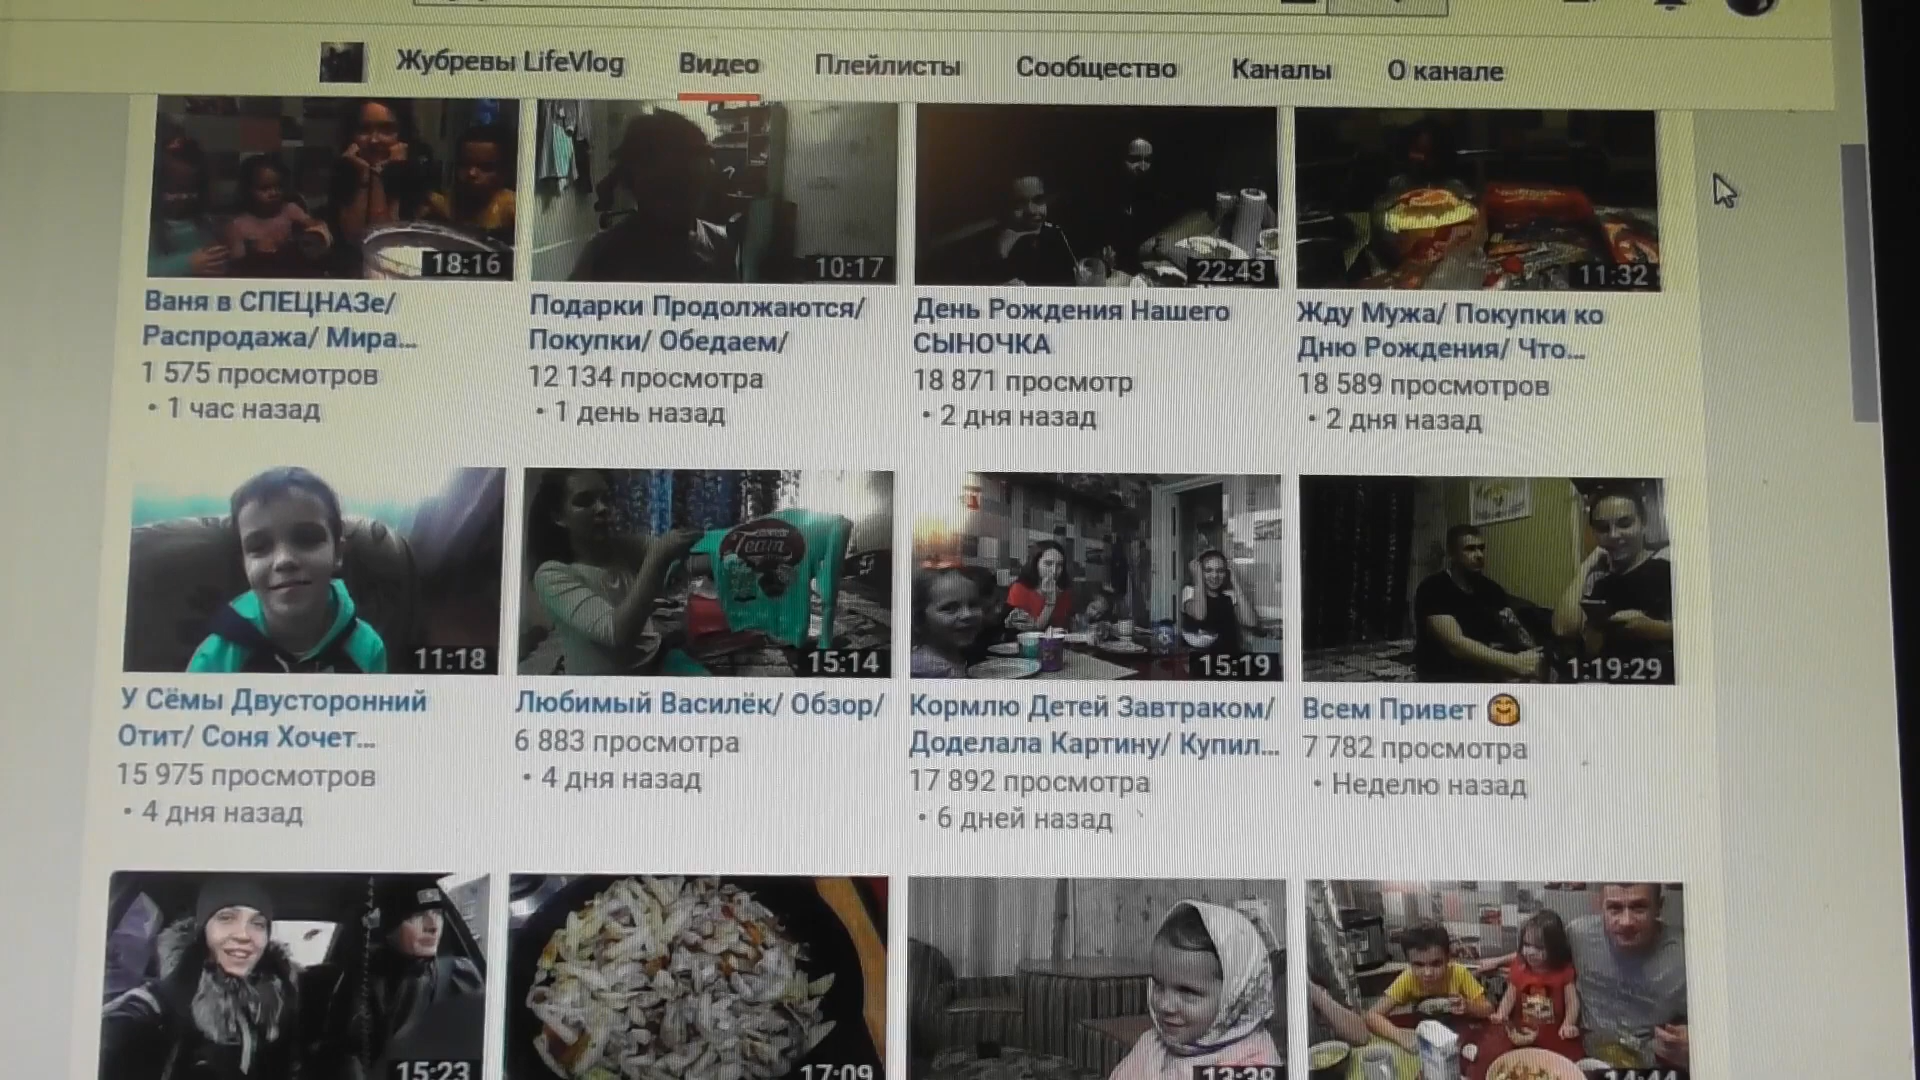 Жубревы LifeVlog Видео Плейлисты Сообщество Каналы О канале
18:16 10:17 22:43 11:32
Ваня в СПЕЦНАЗе/
Распродажа/ Мира...
1 575 просмотров
• 1 час назад
Подарки Продолжаются/
Покупки/ Обедаем/
12 134 просмотра
• 1 день назад
День Рождения Нашего
СЫНОЧКА
18 871 просмотр
• 2 дня назад
Жду Мужа/ Покупки ко
Дню Рождения/ Что...
18 589 просмотров
• 2 дня назад
Team
11:18 15:14 15:19 1:19:29
У Сёмы Двусторонний
Отит/ Соня Хочет...
15 975 просмотров
• 4 дня назад
Любимый Василёк/ Обзор/
6 883 просмотра
• 4 дня назад
Кормлю Детей Завтраком/
Доделала Картину/ Купил...
17 892 просмотра
• 6 дней назад
Всем Привет 🤗
7 782 просмотра
• Неделю назад
15:23 17:09 13:38 14:44